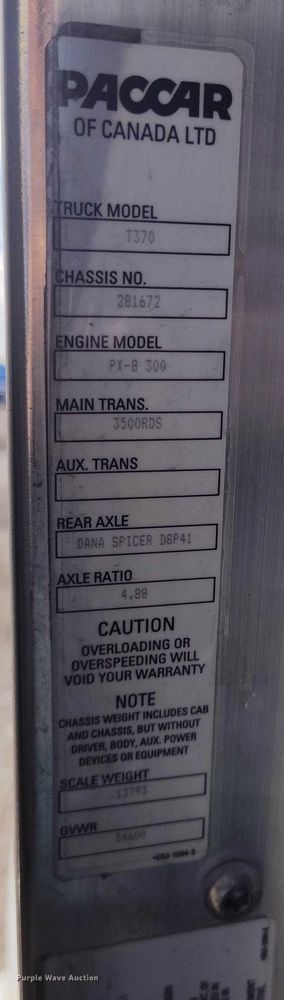 PACCAR
OF CANADA LTD
TRUCK MODEL
T370
CHASSIS NO.
281672
ENGINE MODEL
PX-8 300
MAIN TRANS.
3500RDS
AUX. TRANS
REAR AXLE
DANA SPICER DSP41
AXLE RATIO
4.88
CAUTION
OVERLOADING OR
OVERSPEEDING WILL
VOID YOUR WARRANTY
NOTE
CHASSIS WEIGHT INCLUDES CAB
AND CHASSIS, BUT WITHOUT
DRIVER, BODY, AUX. POWER
DEVICES OR EQUIPMENT
SCALE WEIGHT
13793
GVWR
54600
Purple Wave Auction